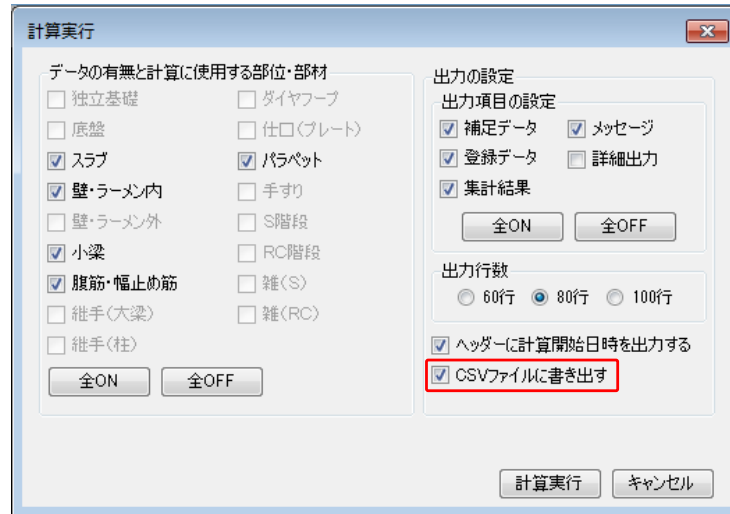 計算実行
データの有無と計算に使用する部位・部材
独立基礎
ダイヤフープ
底盤
仕口(プレート)
スラブ
パラペット
壁・ラーメン内
手すり
壁・ラーメン外
S階段
小梁
RC階段
腹筋・幅止め筋
雑(S)
継手(大梁)
雑(RC)
継手(柱)
全ON
全OFF
出力の設定
出力項目の設定
補足データ
メッセージ
登録データ
詳細出力
集計結果
全ON
全OFF
出力行数
60行
80行
100行
ヘッダーに計算開始日時を出力する
CSVファイルに書き出す
計算実行
キャンセル